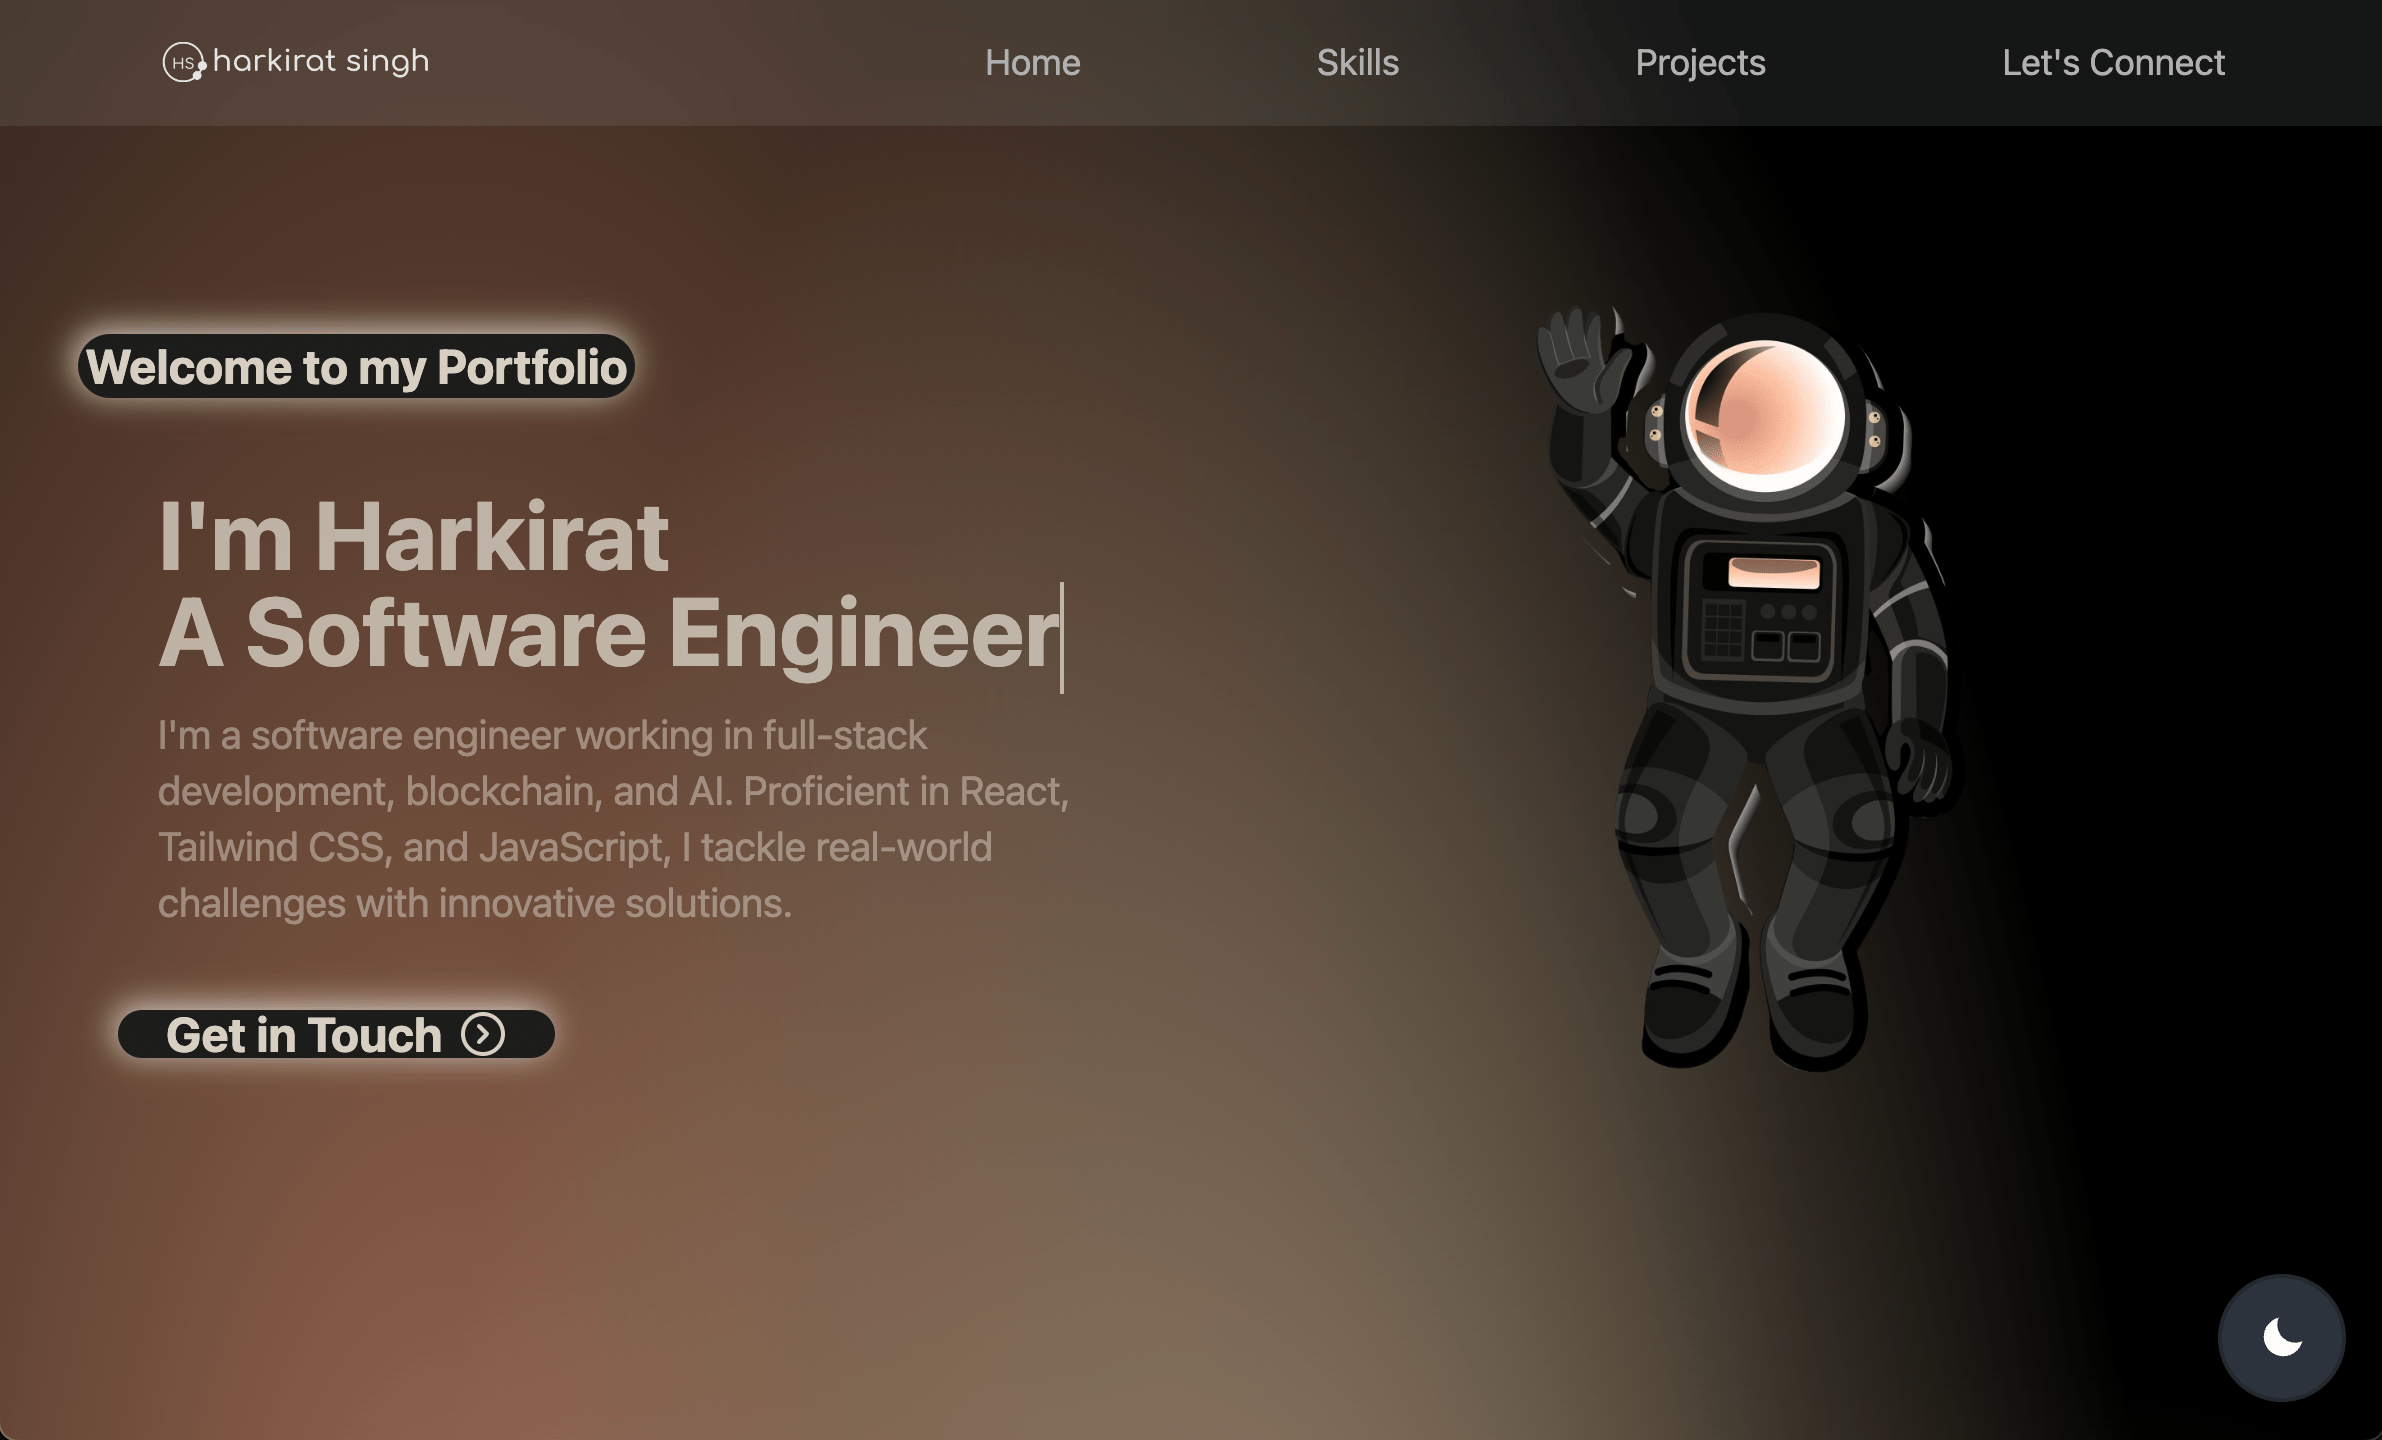 HS harkirat singh
Home Skills Projects Let's Connect
Welcome to my Portfolio
I'm Harkirat
A Software Engineer
I'm a software engineer working in full-stack
development, blockchain, and AI. Proficient in React,
Tailwind CSS, and JavaScript, I tackle real-world
challenges with innovative solutions.
Get in Touch